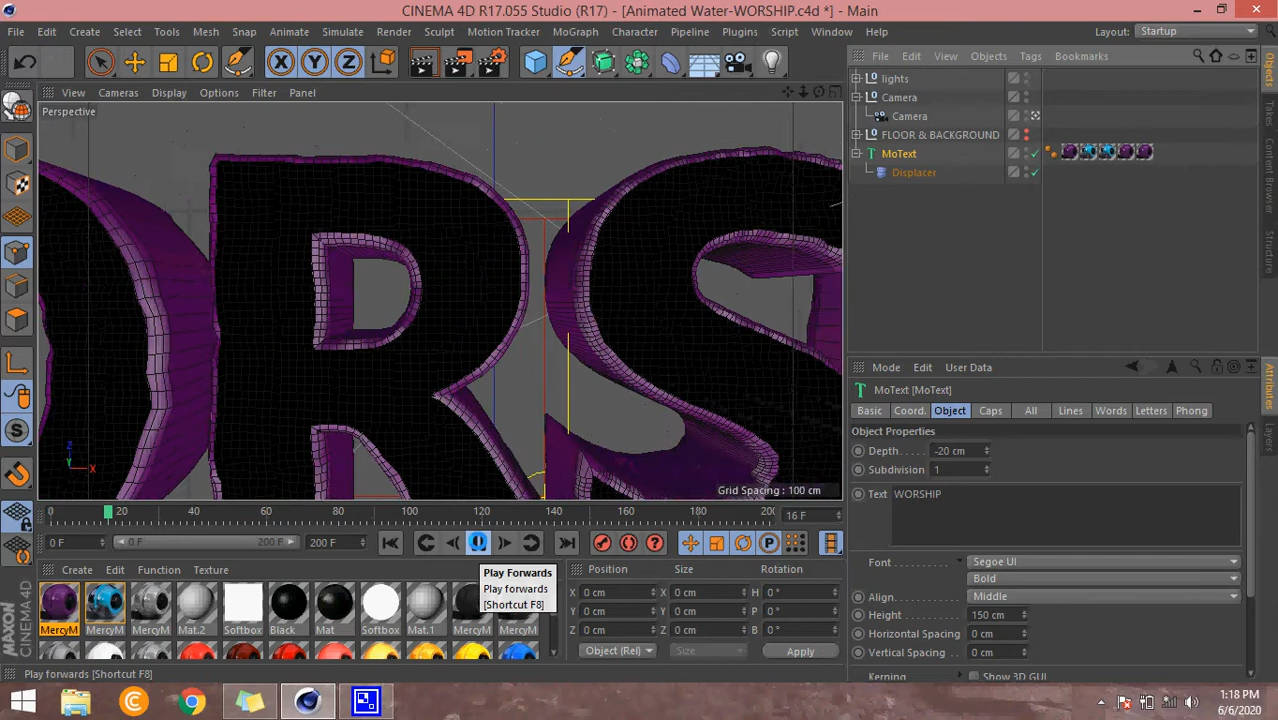 CINEMA 4D R17.055 Studio (R17) - [Animated Water-WORSHIP.c4d *] - Main
File Edit Create Select Tools Mesh Snap Animate Simulate Render Sculpt Motion Tracker MoGraph Character Pipeline Plugins Script Window Help Layout: Startup
X Y Z
File Edit View Objects Tags Bookmarks
View Cameras Display Options Filter Panel
Perspective
lights
Camera
Camera
FLOOR & BACKGROUND
MoText
Displacer
Objects
Takes
Content Browser
Structure
Z
Y
X
Grid Spacing : 100 cm
Mode Edit User Data
MoText [MoText]
Basic Coord. Object Caps All Lines Words Letters Phong
Object Properties
Depth -20 cm
Subdivision 1
Text WORSHIP
Font Segoe UI
Bold
Align Middle
Height 150 cm
Horizontal Spacing 0 cm
Vertical Spacing 0 cm
Kerning Show 3D GUI
Attributes
Layers
0 20 40 60 80 100 120 140 160 180 200 16 F
0 F 0 F 200 F 200 F
Play Forwards
Play forwards
[Shortcut F8]
Create Edit Function Texture
MercyM MercyM MercyM Mat.2 Softbox Black Mat Softbox Mat.1 MercyM MercyM
Position Size Rotation
X 0 cm X 0 cm H 0 °
Y 0 cm Y 0 cm P 0 °
Z 0 cm Z 0 cm B 0 °
Object (Rel) Size Apply
MAXON CINEMA 4D
Play forwards [Shortcut F8]
1:18 PM
6/6/2020